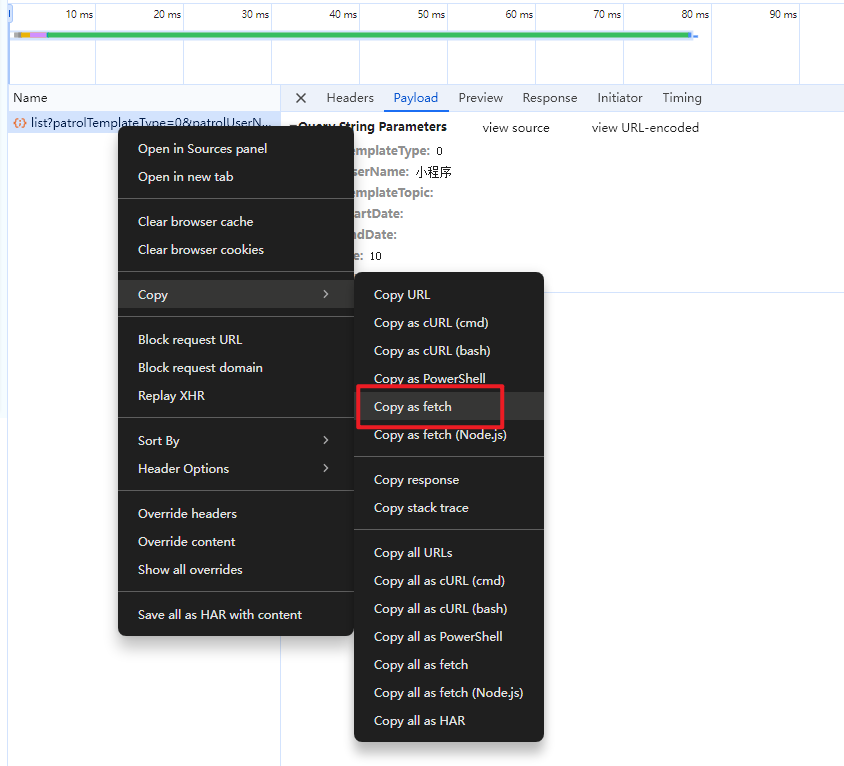 10 ms 20 ms 30 ms 40 ms 50 ms 60 ms 70 ms 80 ms 90 ms
Name
Headers Payload Preview Response Initiator Timing
list?patrolTemplateType=0&patrolUserN...
Query String Parameters view source view URL-encoded
emplateType: 0
serName: 小程序
emplateTopic:
artDate:
ndDate:
e: 10
Open in Sources panel
Open in new tab
Clear browser cache
Clear browser cookies
Copy
Block request URL
Block request domain
Replay XHR
Sort By
Header Options
Override headers
Override content
Show all overrides
Save all as HAR with content
Copy URL
Copy as cURL (cmd)
Copy as cURL (bash)
Copy as PowerShell
Copy as fetch
Copy as fetch (Node.js)
Copy response
Copy stack trace
Copy all URLs
Copy all as cURL (cmd)
Copy all as cURL (bash)
Copy all as PowerShell
Copy all as fetch
Copy all as fetch (Node.js)
Copy all as HAR